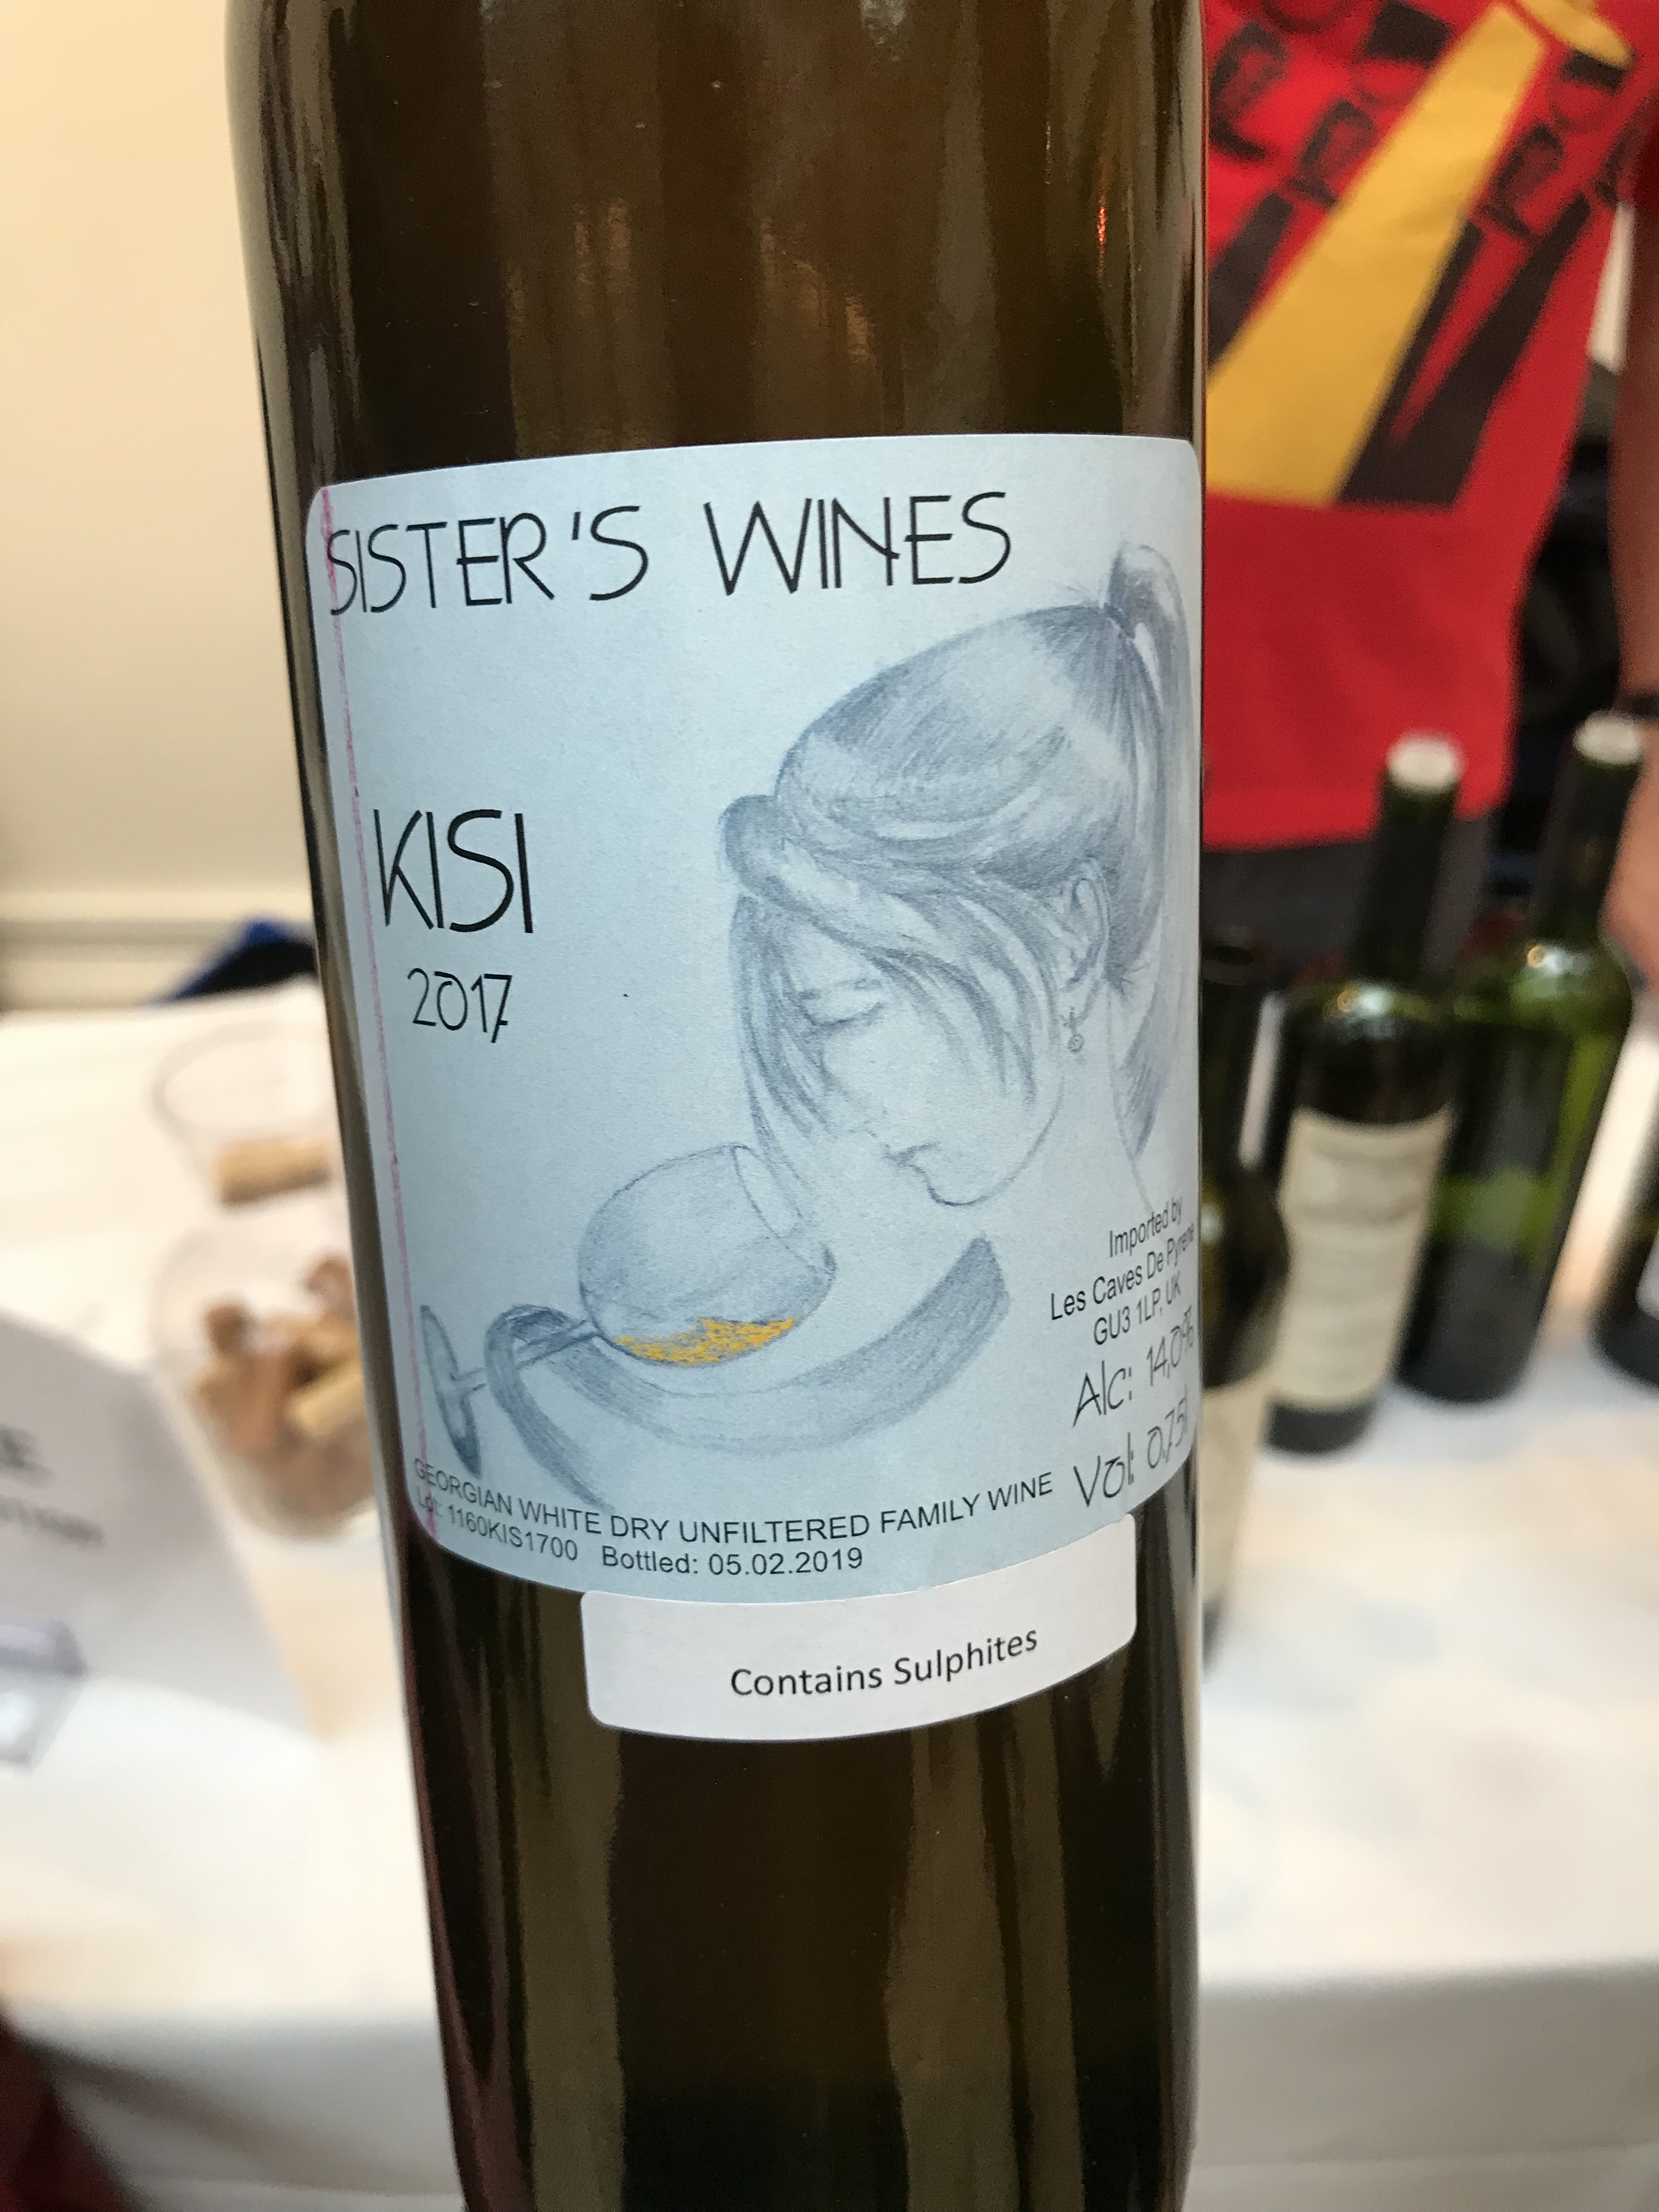 SISTER'S WINES
KISI
2017
Imported by
Les Caves De Pyrene
GU3 1LP, UK
Alc: 14,0%
Vol: 0,75l
GEORGIAN WHITE DRY UNFILTERED FAMILY WINE
Lot: 1160KIS1700 Bottled: 05.02.2019
Contains Sulphites